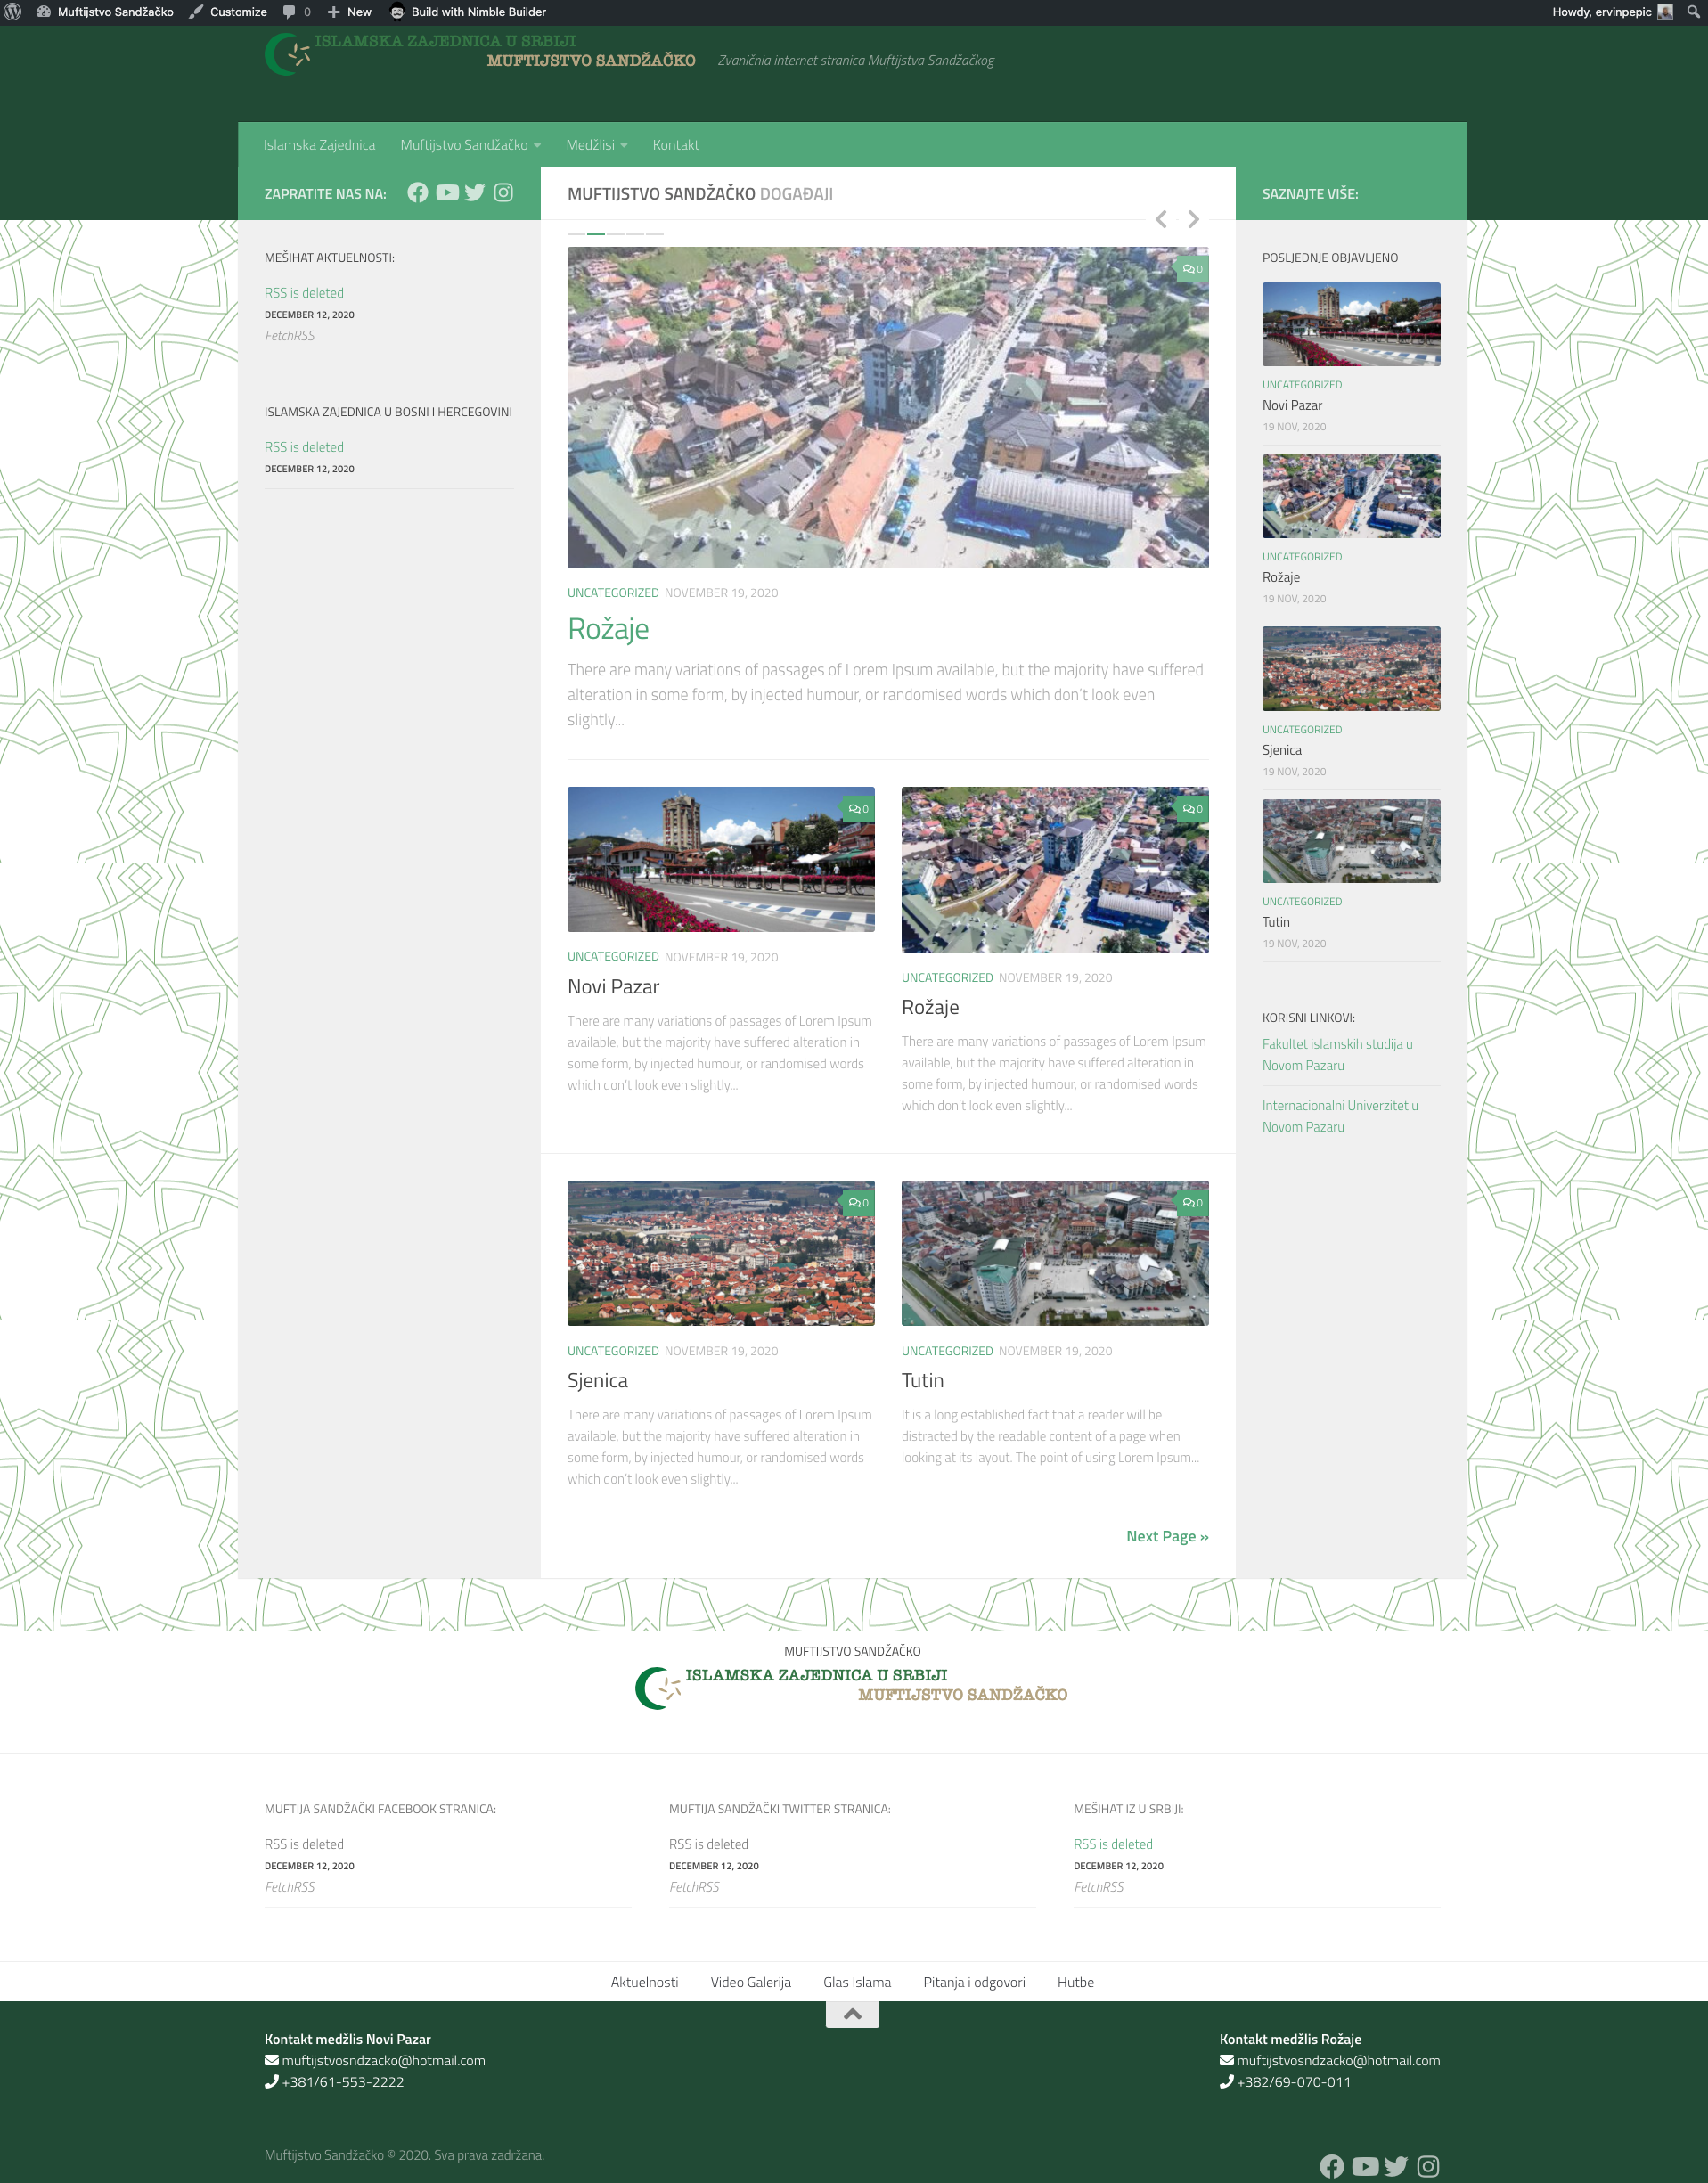 Muftijstvo Sandžačko Customize 0 New Build with Nimble Builder Howdy, ervinpepic
ISLAMSKA ZAJEDNICA U SRBIJI
MUFTIJSTVO SANDŽAČKO
Zvaničnia internet stranica Muftijstva Sandžačkog
Islamska Zajednica Muftijstvo Sandžačko Medžlisi Kontakt
ZAPRATITE NAS NA:
MEŠIHAT AKTUELNOSTI:
RSS is deleted
DECEMBER 12, 2020
FetchRSS
ISLAMSKA ZAJEDNICA U BOSNI I HERCEGOVINI
RSS is deleted
DECEMBER 12, 2020
MUFTIJSTVO SANDŽAČKO DOGAĐAJI
0
UNCATEGORIZED NOVEMBER 19, 2020
Rožaje
There are many variations of passages of Lorem Ipsum available, but the majority have suffered
alteration in some form, by injected humour, or randomised words which don't look even
slightly...
0
UNCATEGORIZED NOVEMBER 19, 2020
Novi Pazar
There are many variations of passages of Lorem Ipsum
available, but the majority have suffered alteration in
some form, by injected humour, or randomised words
which don't look even slightly...
0
UNCATEGORIZED NOVEMBER 19, 2020
Rožaje
There are many variations of passages of Lorem Ipsum
available, but the majority have suffered alteration in
some form, by injected humour, or randomised words
which don't look even slightly...
0
UNCATEGORIZED NOVEMBER 19, 2020
Sjenica
There are many variations of passages of Lorem Ipsum
available, but the majority have suffered alteration in
some form, by injected humour, or randomised words
which don't look even slightly...
0
UNCATEGORIZED NOVEMBER 19, 2020
Tutin
It is a long established fact that a reader will be
distracted by the readable content of a page when
looking at its layout. The point of using Lorem Ipsum...
Next Page »
SAZNAJTE VIŠE:
POSLJEDNJE OBJAVLJENO
UNCATEGORIZED
Novi Pazar
19 NOV, 2020
UNCATEGORIZED
Rožaje
19 NOV, 2020
UNCATEGORIZED
Sjenica
19 NOV, 2020
UNCATEGORIZED
Tutin
19 NOV, 2020
KORISNI LINKOVI:
Fakultet islamskih studija u
Novom Pazaru
Internacionalni Univerzitet u
Novom Pazaru
MUFTIJSTVO SANDŽAČKO
ISLAMSKA ZAJEDNICA U SRBIJI
MUFTIJSTVO SANDŽAČKO
MUFTIJA SANDŽAČKI FACEBOOK STRANICA:
RSS is deleted
DECEMBER 12, 2020
FetchRSS
MUFTIJA SANDŽAČKI TWITTER STRANICA:
RSS is deleted
DECEMBER 12, 2020
FetchRSS
MEŠIHAT IZ U SRBIJI:
RSS is deleted
DECEMBER 12, 2020
FetchRSS
Aktuelnosti Video Galerija Glas Islama Pitanja i odgovori Hutbe
Kontakt medžlis Novi Pazar
muftijstvosndzacko@hotmail.com
+381/61-553-2222
Kontakt medžlis Rožaje
muftijstvosndzacko@hotmail.com
+382/69-070-011
Muftijstvo Sandžačko © 2020. Sva prava zadržana.